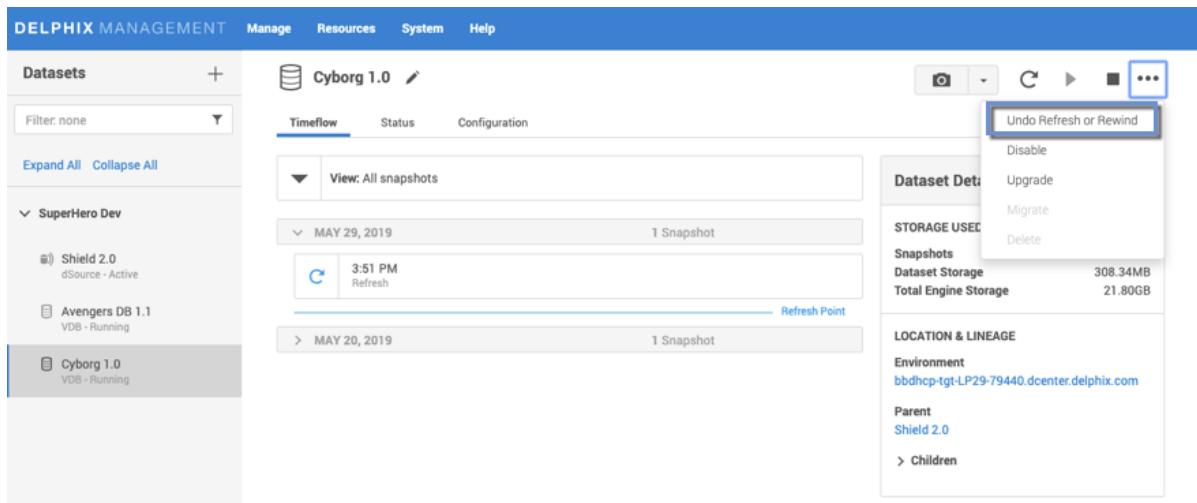 DELPHIX MANAGEMENT Manage Resources System Help
Datasets
Filter: none
Expand All Collapse All
SuperHero Dev
Shield 2.0
dSource - Active
Avengers DB 1.1
VDB - Running
Cyborg 1.0
VDB - Running
Cyborg 1.0
Timeflow Status Configuration
View: All snapshots
MAY 29, 2019 1 Snapshot
3:51 PM
Refresh
Refresh Point
MAY 20, 2019 1 Snapshot
Undo Refresh or Rewind
Disable
Upgrade
Migrate
Delete
Dataset Deta
STORAGE USED
Snapshots
Dataset Storage 308.34MB
Total Engine Storage 21.80GB
LOCATION & LINEAGE
Environment
bbdhcp-tgt-LP29-79440.dcenter.delphix.com
Parent
Shield 2.0
Children